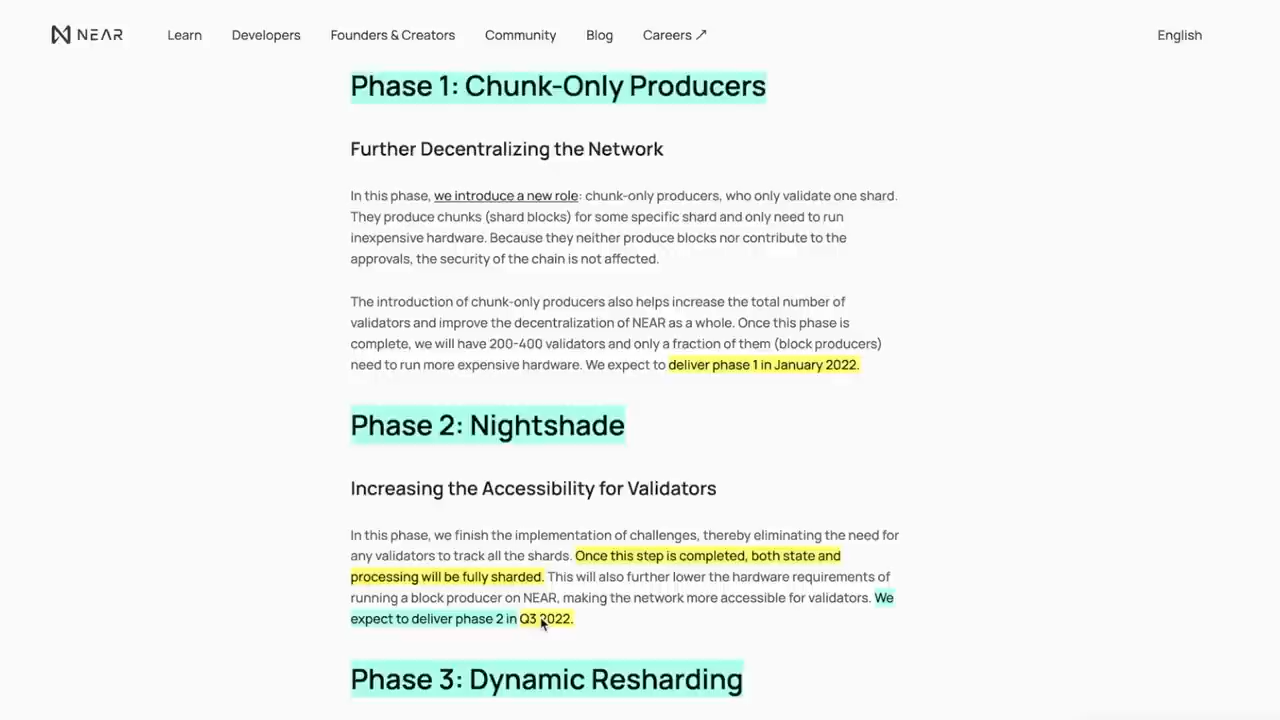 NEAR Learn Developers Founders & Creators Community Blog Careers ↗ English
Phase 1: Chunk-Only Producers
Further Decentralizing the Network
In this phase, we introduce a new role: chunk-only producers, who only validate one shard.
They produce chunks (shard blocks) for some specific shard and only need to run
inexpensive hardware. Because they neither produce blocks nor contribute to the
approvals, the security of the chain is not affected.
The introduction of chunk-only producers also helps increase the total number of
validators and improve the decentralization of NEAR as a whole. Once this phase is
complete, we will have 200-400 validators and only a fraction of them (block producers)
need to run more expensive hardware. We expect to deliver phase 1 in January 2022.
Phase 2: Nightshade
Increasing the Accessibility for Validators
In this phase, we finish the implementation of challenges, thereby eliminating the need for
any validators to track all the shards. Once this step is completed, both state and
processing will be fully sharded. This will also further lower the hardware requirements of
running a block producer on NEAR, making the network more accessible for validators. We
expect to deliver phase 2 in Q3 2022.
Phase 3: Dynamic Resharding